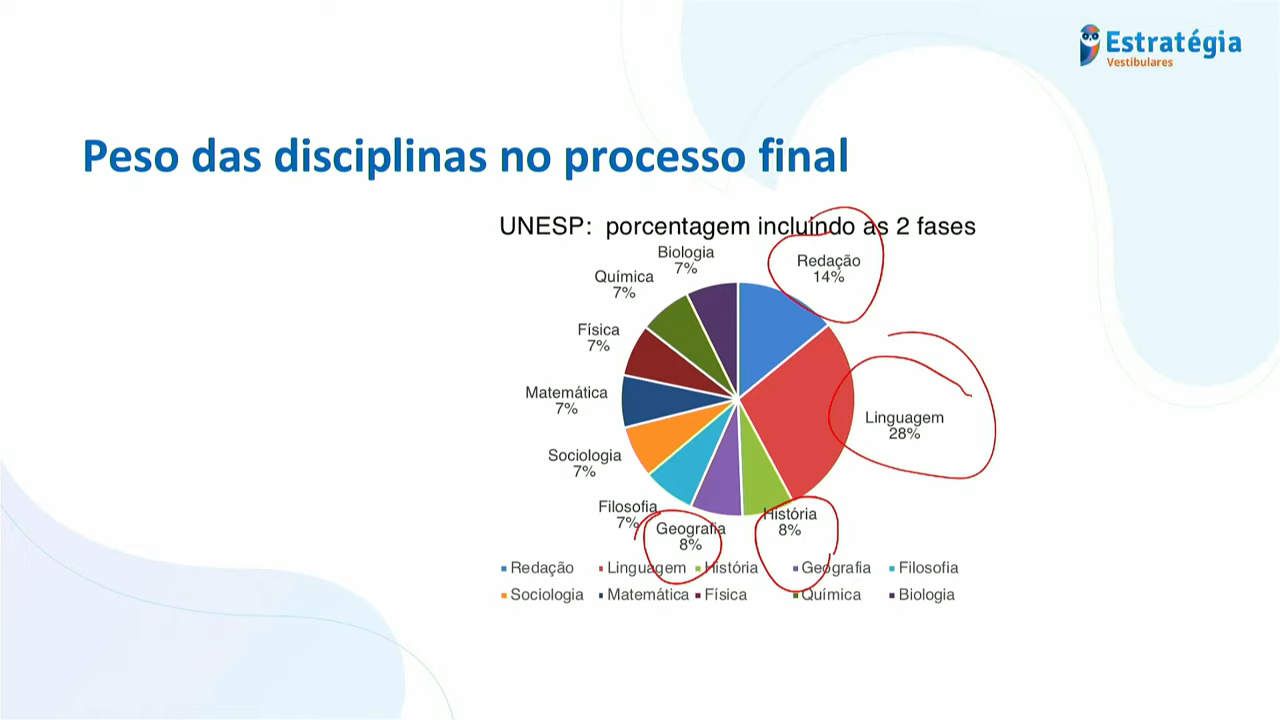 Estratégia
Vestibulares
Peso das disciplinas no processo final
UNESP: porcentagem incluindo as 2 fases
Biologia
7%
Redação
14%
Química
7%
Física
7%
Matemática
7%
Linguagem
28%
Sociologia
7%
Filosofia
7%
Geografia
8%
História
8%
Redação Linguagem História Geografia Filosofia
Sociologia Matemática Física Química Biologia